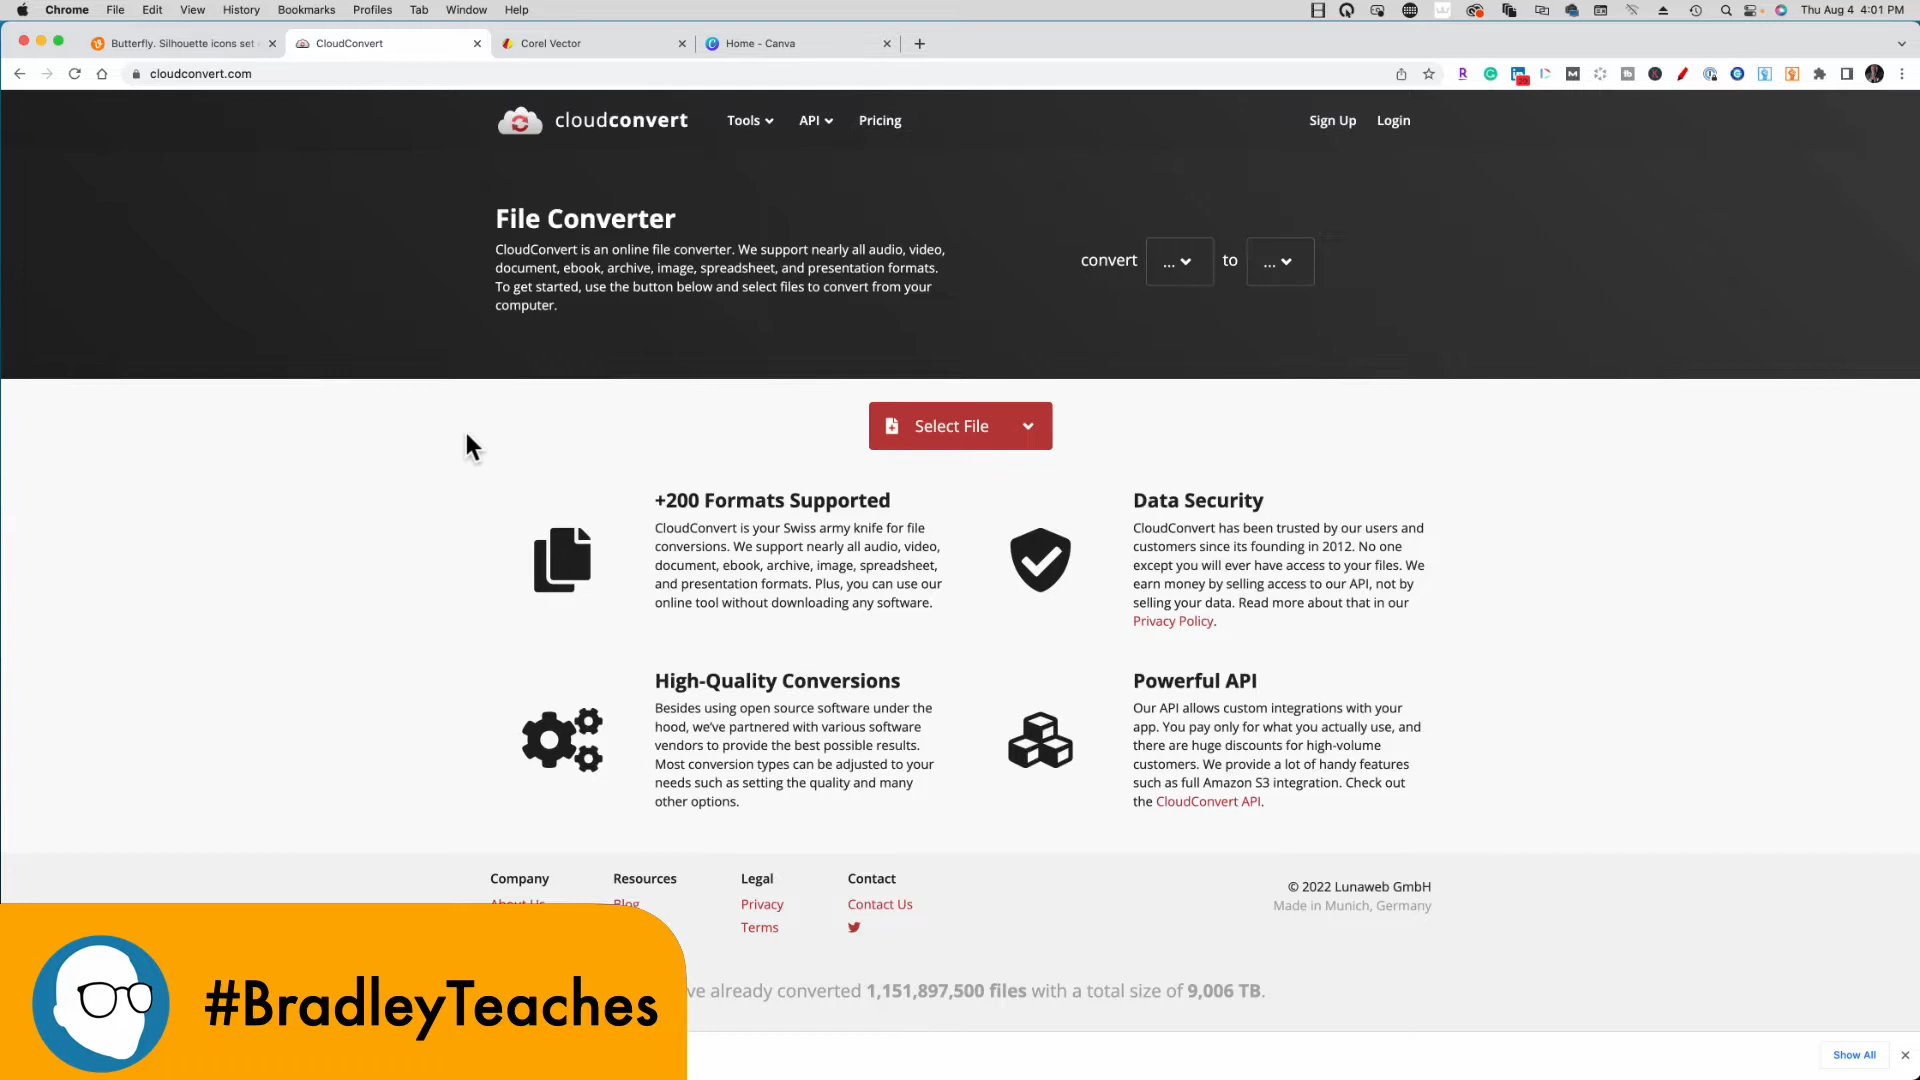 Chrome File Edit View History Bookmarks Profiles Tab Window Help Thu Aug 4 4:01 PM
Butterfly. Silhouette icons set CloudConvert Corel Vector Home - Canva
cloudconvert.com
cloudconvert Tools API Pricing Sign Up Login
File Converter
CloudConvert is an online file converter. We support nearly all audio, video,
document, ebook, archive, image, spreadsheet, and presentation formats.
To get started, use the button below and select files to convert from your
computer.
convert ... to ...
Select File
+200 Formats Supported
CloudConvert is your Swiss army knife for file
conversions. We support nearly all audio, video,
document, ebook, archive, image, spreadsheet,
and presentation formats. Plus, you can use our
online tool without downloading any software.
Data Security
CloudConvert has been trusted by our users and
customers since its founding in 2012. No one
except you will ever have access to your files. We
earn money by selling access to our API, not by
selling your data. Read more about that in our
Privacy Policy.
High-Quality Conversions
Besides using open source software under the
hood, we've partnered with various software
vendors to provide the best possible results.
Most conversion types can be adjusted to your
needs such as setting the quality and many
other options.
Powerful API
Our API allows custom integrations with your
app. You pay only for what you actually use, and
there are huge discounts for high-volume
customers. We provide a lot of handy features
such as full Amazon S3 integration. Check out
the CloudConvert API.
Company
About Us
Resources
Blog
Legal
Privacy
Terms
Contact
Contact Us
© 2022 Lunaweb GmbH
Made in Munich, Germany
've already converted 1,151,897,500 files with a total size of 9,006 TB.
#BradleyTeaches
Show All